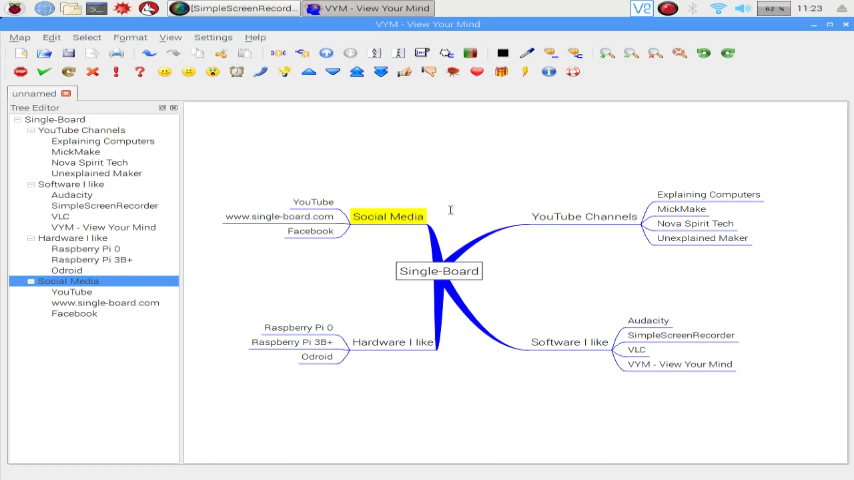 [SimpleScreenRecord...
VYM - View Your Mind
V2
62 %
11:23
VYM - View Your Mind
Map Edit Select Format View Settings Help
unnamed
Tree Editor
Single-Board
YouTube Channels
Explaining Computers
MickMake
Nova Spirit Tech
Unexplained Maker
Software I like
Audacity
SimpleScreenRecorder
VLC
VYM - View Your Mind
Hardware I like
Raspberry Pi 0
Raspberry Pi 3B+
Odroid
Social Media
YouTube
www.single-board.com
Facebook
YouTube
www.single-board.com
Facebook
Social Media
YouTube Channels
Explaining Computers
MickMake
Nova Spirit Tech
Unexplained Maker
Single-Board
Raspberry Pi 0
Raspberry Pi 3B+
Odroid
Hardware I like
Software I like
Audacity
SimpleScreenRecorder
VLC
VYM - View Your Mind